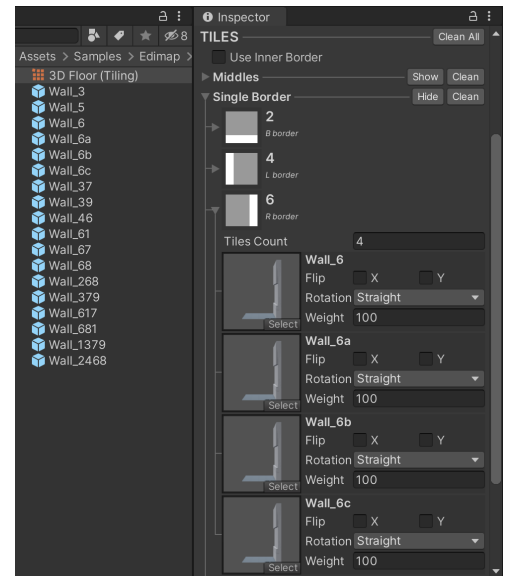 8
Assets > Samples > Edimap >
3D Floor (Tiling)
Wall_3
Wall_5
Wall_6
Wall_6a
Wall_6b
Wall_6c
Wall_37
Wall_39
Wall_46
Wall_61
Wall_67
Wall_68
Wall_268
Wall_379
Wall_617
Wall_681
Wall_1379
Wall_2468
Inspector
TILES Clean All
Use Inner Border
Middles Show Clean
Single Border Hide Clean
2
B border
4
L border
6
R border
Tiles Count 4
Wall_6
Flip X Y
Rotation Straight
Select Weight 100
Wall_6a
Flip X Y
Rotation Straight
Select Weight 100
Wall_6b
Flip X Y
Rotation Straight
Select Weight 100
Wall_6c
Flip X Y
Rotation Straight
Select Weight 100